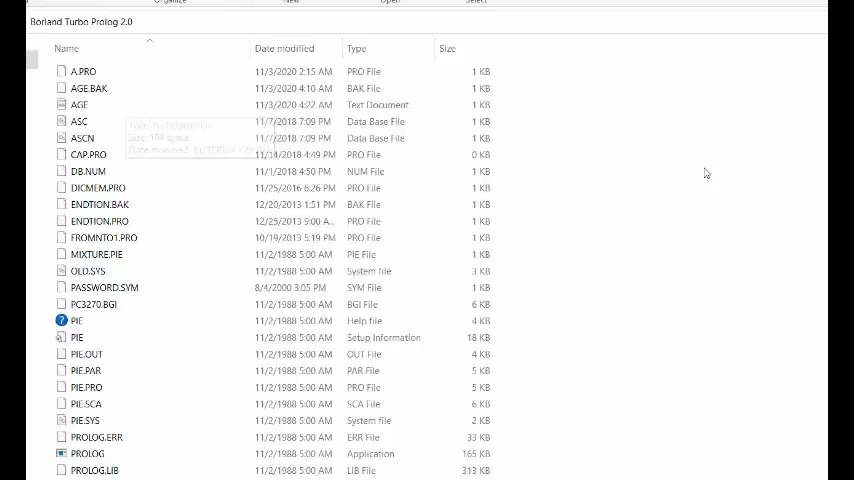 Organize New Open Select
Borland Turbo Prolog 2.0
Name Date modified Type Size
A.PRO 11/3/2020 2:15 AM PRO File 1 KB
AGE.BAK 11/3/2020 4:10 AM BAK File 1 KB
AGE 11/3/2020 4:22 AM Text Document 1 KB
ASC 11/7/2018 7:09 PM Data Base File 1 KB
ASCN 11/7/2018 7:09 PM Data Base File 1 KB
CAP.PRO 11/14/2018 4:49 PM PRO File 0 KB
DB.NUM 11/1/2018 4:50 PM NUM File 1 KB
DICMEM.PRO 11/25/2016 6:26 PM PRO File 1 KB
ENDTION.BAK 12/20/2013 1:51 PM BAK File 1 KB
ENDTION.PRO 12/25/2013 9:00 A... PRO File 1 KB
FROMNTO1.PRO 10/19/2013 5:19 PM PRO File 1 KB
MIXTURE.PIE 11/2/1988 5:00 AM PIE File 1 KB
OLD.SYS 11/2/1988 5:00 AM System file 3 KB
PASSWORD.SYM 8/4/2000 3:05 PM SYM File 1 KB
PC3270.BGI 11/2/1988 5:00 AM BGI File 6 KB
PIE 11/2/1988 5:00 AM Help file 4 KB
PIE 11/2/1988 5:00 AM Setup Information 18 KB
PIE.OUT 11/2/1988 5:00 AM OUT File 4 KB
PIE.PAR 11/2/1988 5:00 AM PAR File 5 KB
PIE.PRO 11/2/1988 5:00 AM PRO File 5 KB
PIE.SCA 11/2/1988 5:00 AM SCA File 6 KB
PIE.SYS 11/2/1988 5:00 AM System file 2 KB
PROLOG.ERR 11/2/1988 5:00 AM ERR File 33 KB
PROLOG 11/2/1988 5:00 AM Application 165 KB
PROLOG.LIB 11/2/1988 5:00 AM LIB File 313 KB